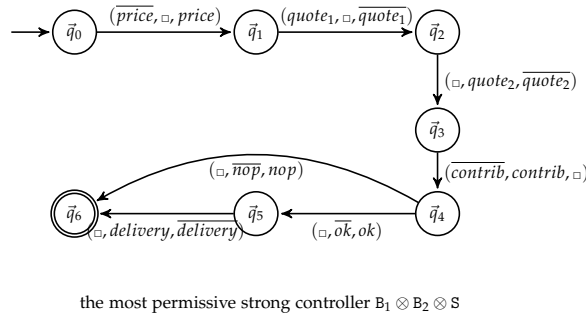 (price̅, □, price)
(quote₁, □, quote₁̅)
q⃗₀
q⃗₁
q⃗₂
(□, quote₂, quote₂̅)
q⃗₃
(□, nop̅, nop)
(contrib̅, contrib, □)
q⃗₆
q⃗₅
q⃗₄
(□, delivery, delivery̅)
(□, ok̅, ok)
the most permissive strong controller B₁ ⊗ B₂ ⊗ S